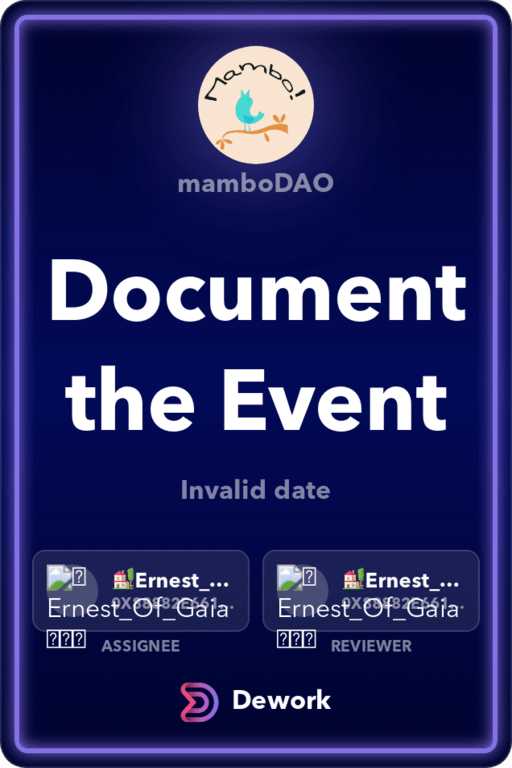 Mambo!
mamboDAO
Document
the Event
Invalid date
🏡Ernest_...
Ernest_Of_Gaia
ASSIGNEE
🏡Ernest_...
Ernest_Of_Gaia
REVIEWER
Dework